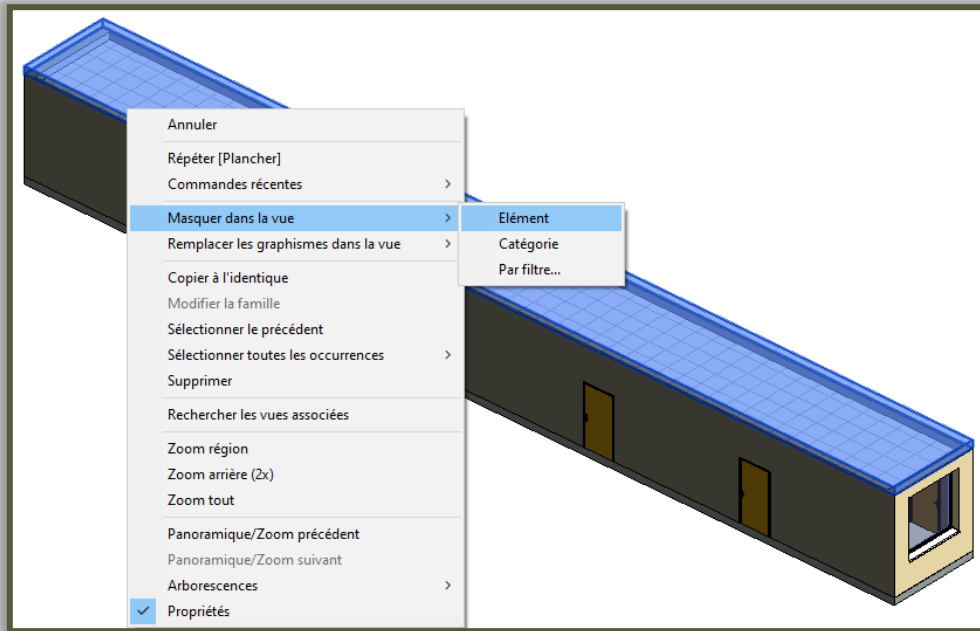 Annuler
Répéter [Plancher]
Commandes récentes
Masquer dans la vue
Elément
Remplacer les graphismes dans la vue
Catégorie
Par filtre...
Copier à l'identique
Modifier la famille
Sélectionner le précédent
Sélectionner toutes les occurrences
Supprimer
Rechercher les vues associées
Zoom région
Zoom arrière (2x)
Zoom tout
Panoramique/Zoom précédent
Panoramique/Zoom suivant
Arborescences
Propriétés